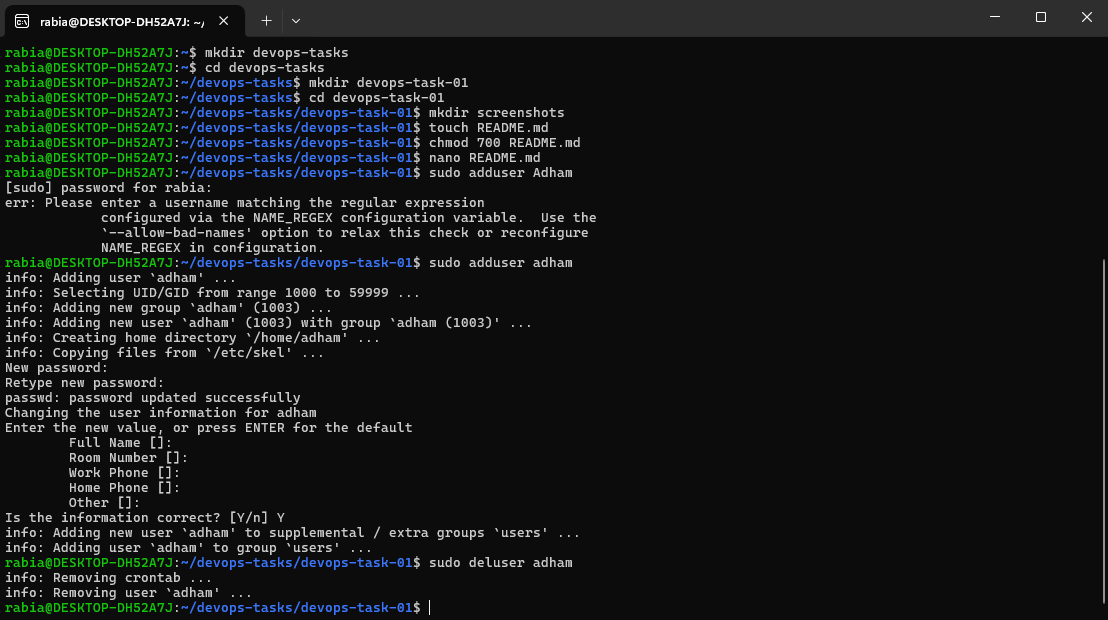 rabia@DESKTOP-DH52A7J: ~/
rabia@DESKTOP-DH52A7J:~$ mkdir devops-tasks
rabia@DESKTOP-DH52A7J:~$ cd devops-tasks
rabia@DESKTOP-DH52A7J:~/devops-tasks$ mkdir devops-task-01
rabia@DESKTOP-DH52A7J:~/devops-tasks$ cd devops-task-01
rabia@DESKTOP-DH52A7J:~/devops-tasks/devops-task-01$ mkdir screenshots
rabia@DESKTOP-DH52A7J:~/devops-tasks/devops-task-01$ touch README.md
rabia@DESKTOP-DH52A7J:~/devops-tasks/devops-task-01$ chmod 700 README.md
rabia@DESKTOP-DH52A7J:~/devops-tasks/devops-task-01$ nano README.md
rabia@DESKTOP-DH52A7J:~/devops-tasks/devops-task-01$ sudo adduser Adham
[sudo] password for rabia:
err: Please enter a username matching the regular expression
            configured via the NAME_REGEX configuration variable.  Use the
            `--allow-bad-names' option to relax this check or reconfigure
            NAME_REGEX in configuration.
rabia@DESKTOP-DH52A7J:~/devops-tasks/devops-task-01$ sudo adduser adham
info: Adding user `adham' ...
info: Selecting UID/GID from range 1000 to 59999 ...
info: Adding new group `adham' (1003) ...
info: Adding new user `adham' (1003) with group `adham (1003)' ...
info: Creating home directory `/home/adham' ...
info: Copying files from `/etc/skel' ...
New password:
Retype new password:
passwd: password updated successfully
Changing the user information for adham
Enter the new value, or press ENTER for the default
        Full Name []:
        Room Number []:
        Work Phone []:
        Home Phone []:
        Other []:
Is the information correct? [Y/n] Y
info: Adding new user `adham' to supplemental / extra groups `users' ...
info: Adding user `adham' to group `users' ...
rabia@DESKTOP-DH52A7J:~/devops-tasks/devops-task-01$ sudo deluser adham
info: Removing crontab ...
info: Removing user `adham' ...
rabia@DESKTOP-DH52A7J:~/devops-tasks/devops-task-01$